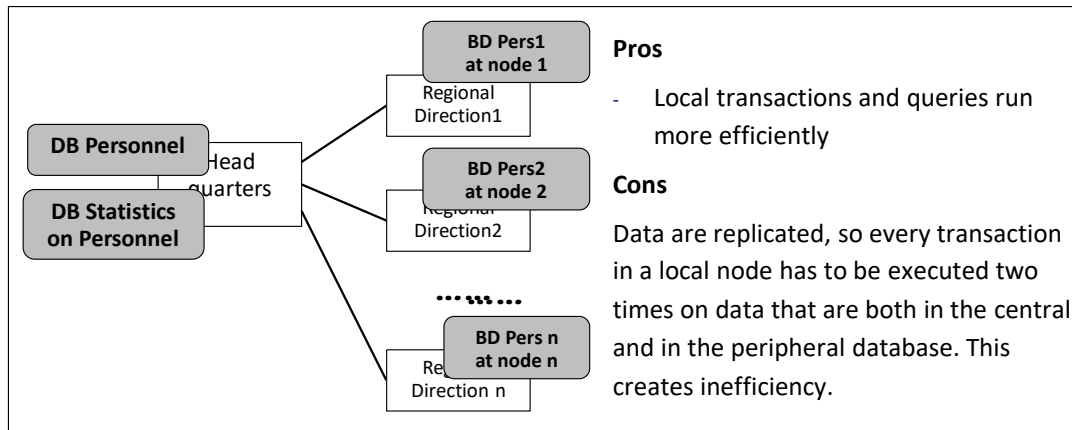 DB Personnel
Head
quarters
DB Statistics
on Personnel
BD Pers1
at node 1
Regional
Direction1
BD Pers2
at node 2
Regional
Direction2
BD Pers n
at node n
Direction n
Pros
- Local transactions and queries run
more efficiently
Cons
Data are replicated, so every transaction
in a local node has to be executed two
times on data that are both in the central
and in the peripheral database. This
creates inefficiency.